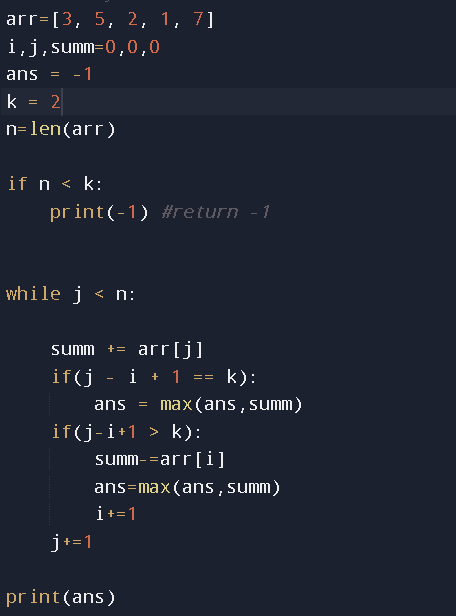 arr=[3, 5, 2, 1, 7]
i,j,summ=0,0,0
ans = -1
k = 2
n=len(arr)
if n < k:
print(-1) #return -1
while j < n:
summ += arr[j]
if(j - i + 1 == k):
ans = max(ans,summ)
if(j-i+1 > k):
summ-=arr[i]
ans=max(ans,summ)
i+=1
j+=1
print(ans)